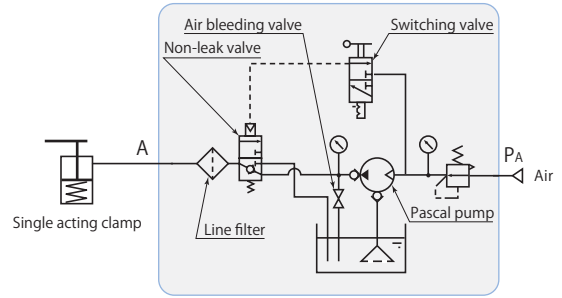 Air bleeding valve
Switching valve
Non-leak valve
A
PA
Air
Single acting clamp
Line filter
Pascal pump